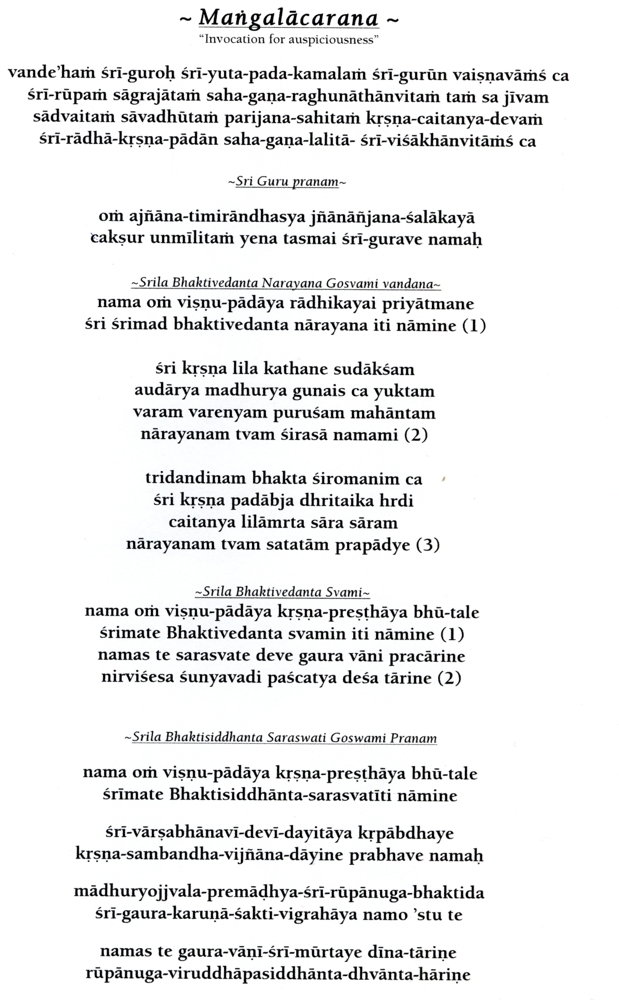 ~ Maṅgalācarana ~
“Invocation for auspiciousness”
vande’haṁ śrī-guroḥ śrī-yuta-pada-kamalaṁ śrī-gurūn vaiṣṇavāṁś ca
śrī-rūpaṁ sāgrajātaṁ saha-gaṇa-raghunāthānvitaṁ taṁ sa jīvam
sādvaitaṁ sāvadhūtaṁ parijana-sahitaṁ kṛṣṇa-caitanya-devaṁ
śrī-rādhā-kṛṣṇa-pādān saha-gaṇa-lalitā- śrī-viśākhānvitāṁś ca
~Sri Guru pranam~
oṁ ajñāna-timirāndhasya jñānāñjana-śalākayā
cakṣur unmīlitaṁ yena tasmai śrī-gurave namaḥ
~Srila Bhaktivedanta Narayana Gosvami vandana~
nama oṁ viṣṇu-pādāya rādhikayai priyātmane
śri śrimad bhaktivedanta nārayana iti nāmine (1)
śri kṛṣṇa lila kathane sudākśam
audārya madhurya gunais ca yuktam
varam varenyam puruśam mahāntam
nārayanam tvam śirasā namami (2)
tridandinam bhakta śiromanim ca
śri kṛṣṇa padābja dhritaika hrdi
caitanya lilāmrta sāra sāram
nārayanam tvam satatām prapādye (3)
~Srila Bhaktivedanta Svami~
nama oṁ viṣṇu-pādāya kṛṣṇa-preṣṭhāya bhū-tale
śrimate Bhaktivedanta svamin iti nāmine (1)
namas te sarasvate deve gaura vāni pracārine
nirviśesa śunyavadi paścatya deśa tārine (2)
~Srila Bhaktisiddhanta Saraswati Goswami Pranam
nama oṁ viṣṇu-pādāya kṛṣṇa-preṣṭhāya bhū-tale
śrīmate Bhaktisiddhānta-sarasvatīti nāmine
śrī-vārṣabhānavī-devī-dayitāya kṛpābdhaye
kṛṣṇa-sambandha-vijñāna-dāyine prabhave namaḥ
mādhuryojjvala-premāḍhya-śrī-rūpānuga-bhaktida
śrī-gaura-karuṇā-śakti-vigrahāya namo ’stu te
namas te gaura-vāṇī-śrī-mūrtaye dīna-tāriṇe
rūpānuga-viruddhāpasiddhānta-dhvānta-hāriṇe